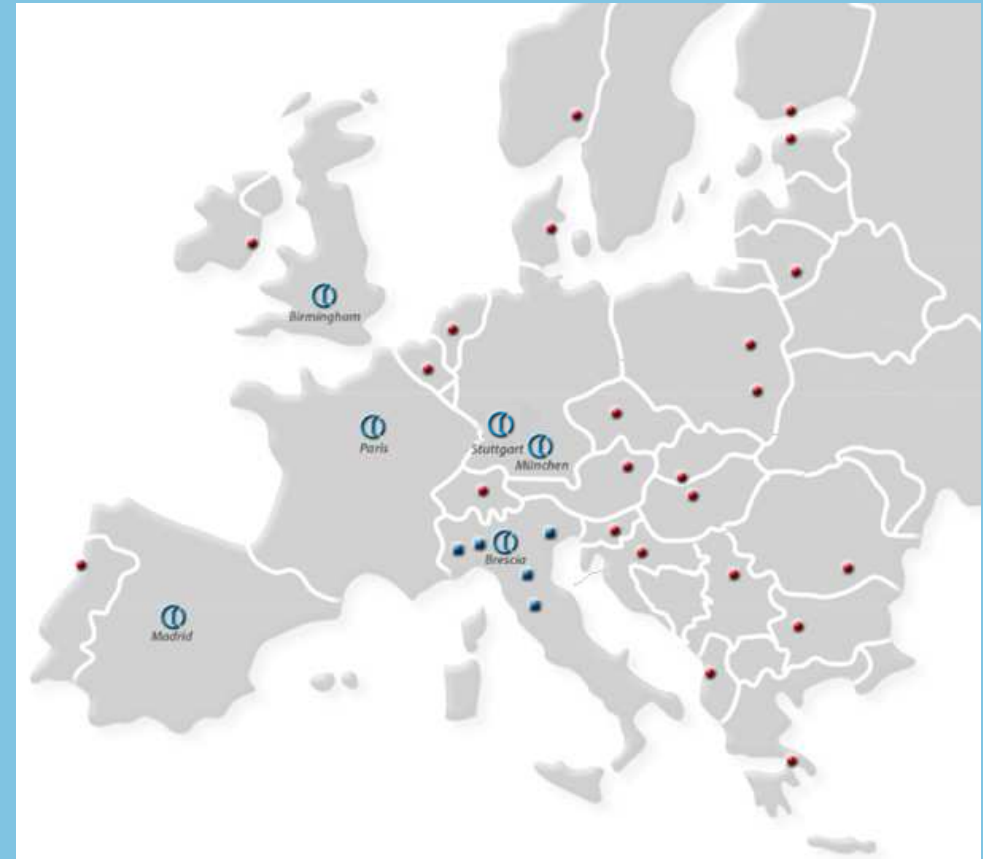 Birmingham
Paris
Stuttgart
München
Brescia
Madrid